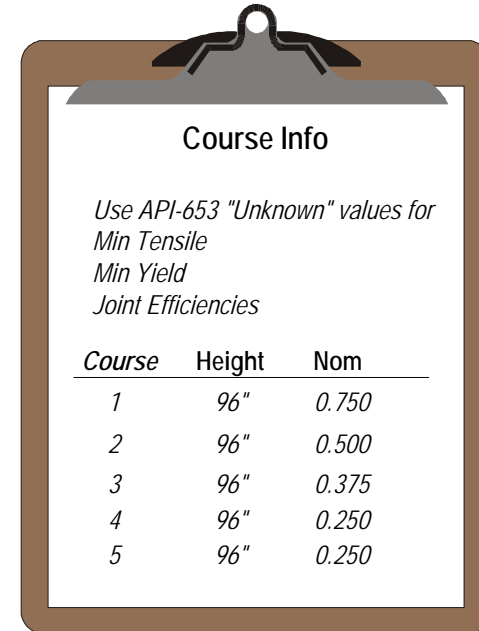 Course Info
Use API-653 "Unknown" values for
Min Tensile
Min Yield
Joint Efficiencies
Course Height Nom
1 96" 0.750
2 96" 0.500
3 96" 0.375
4 96" 0.250
5 96" 0.250